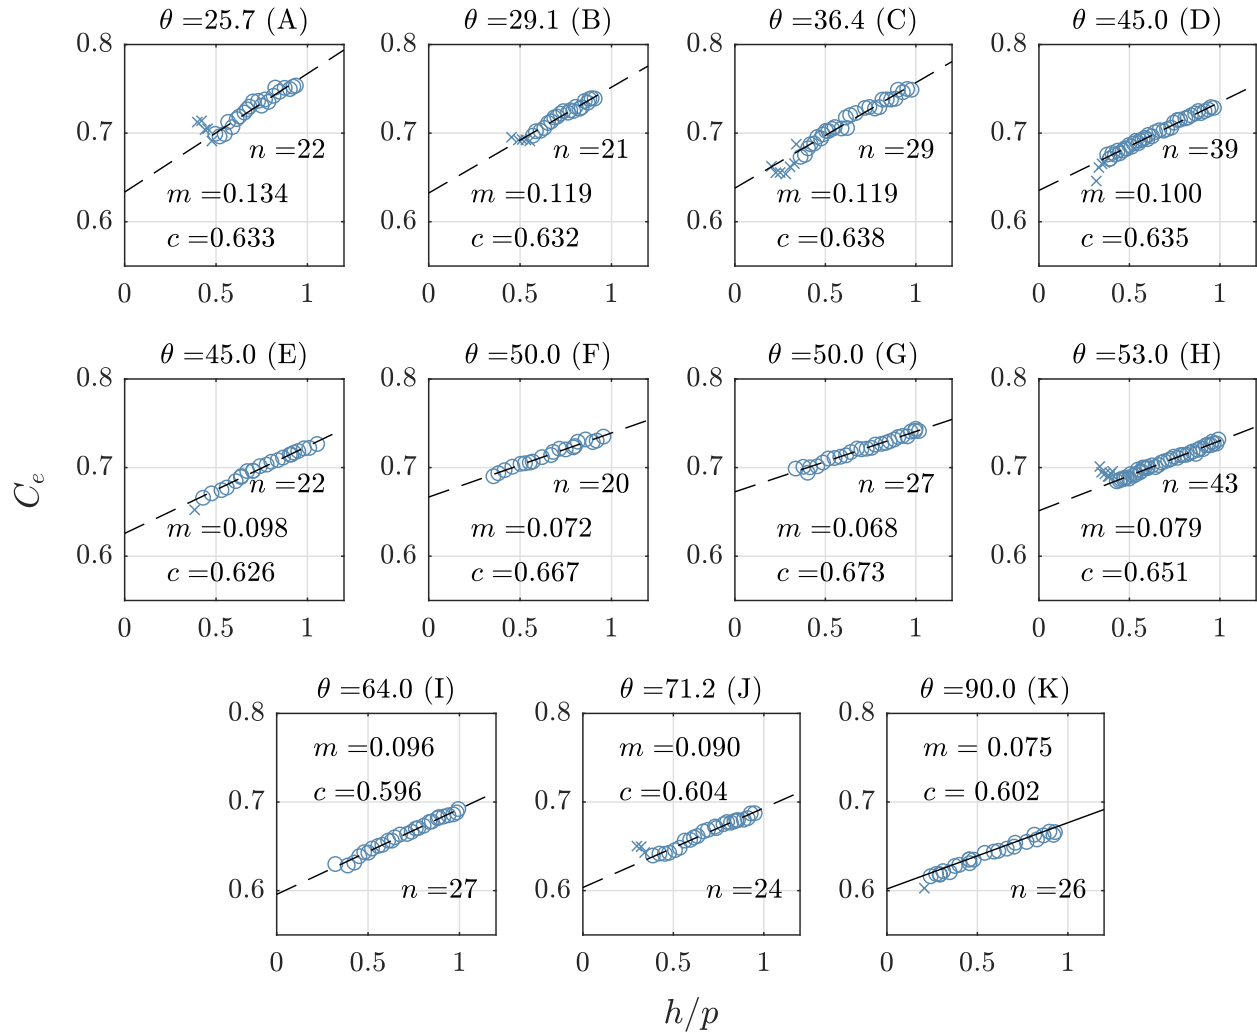 θ =25.7 (A)
0.8
0.7
0.6
n =22
m =0.134
c =0.633
0 0.5 1
θ =29.1 (B)
0.8
0.7
0.6
n =21
m =0.119
c =0.632
0 0.5 1
θ =36.4 (C)
0.8
0.7
0.6
n =29
m =0.119
c =0.638
0 0.5 1
θ =45.0 (D)
0.8
0.7
0.6
n =39
m =0.100
c =0.635
0 0.5 1
C_e
θ =45.0 (E)
0.8
0.7
0.6
n =22
m =0.098
c =0.626
0 0.5 1
θ =50.0 (F)
0.8
0.7
0.6
n =20
m =0.072
c =0.667
0 0.5 1
θ =50.0 (G)
0.8
0.7
0.6
n =27
m =0.068
c =0.673
0 0.5 1
θ =53.0 (H)
0.8
0.7
0.6
n =43
m =0.079
c =0.651
0 0.5 1
θ =64.0 (I)
0.8
0.7
0.6
m =0.096
c =0.596
n =27
0 0.5 1
θ =71.2 (J)
0.8
0.7
0.6
m =0.090
c =0.604
n =24
0 0.5 1
θ =90.0 (K)
0.8
0.7
0.6
m = 0.075
c = 0.602
n =26
0 0.5 1
h/p